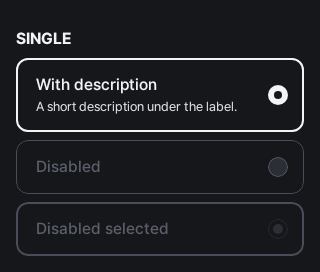 SINGLE
With description
A short description under the label.
Disabled
Disabled selected